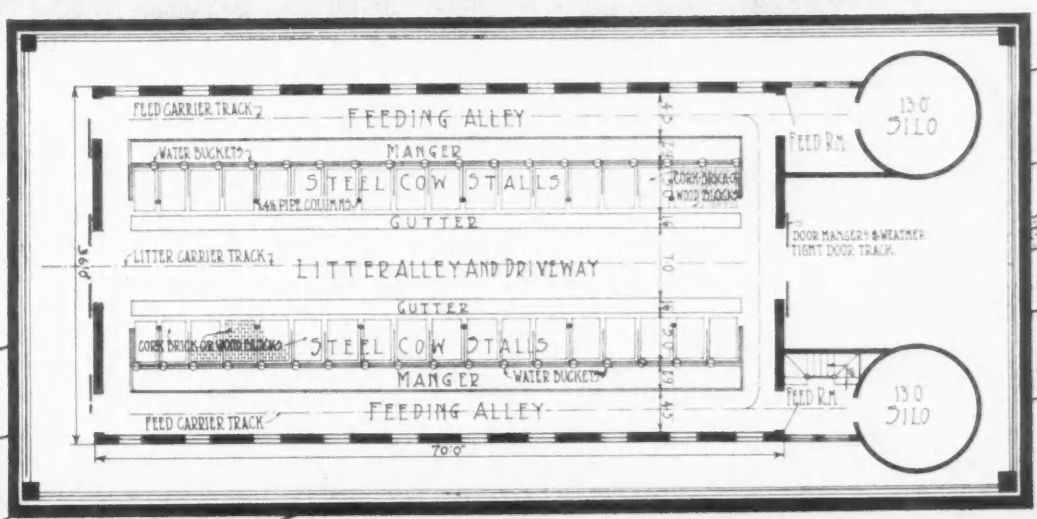 FEED CARRIER TRACK
FEEDING ALLEY
MANGER
WATER BUCKETS
STEEL COW STALLS
CORK BRICK OR
WOOD BLOCKS
PIPE COLUMNS
GUTTER
LITTER CARRIER TRACK
LITTER ALLEY AND DRIVEWAY
GUTTER
CORK BRICK OR WOOD BLOCKS
STEEL COW STALLS
MANGER
WATER BUCKETS
FEED CARRIER TRACK
FEEDING ALLEY
36'0"
70'0"
FEED RM.
13'0"
SILO
DOOR HANGERS & WEATHER
TIGHT DOOR TRACK
FEED RM.
13'0"
SILO